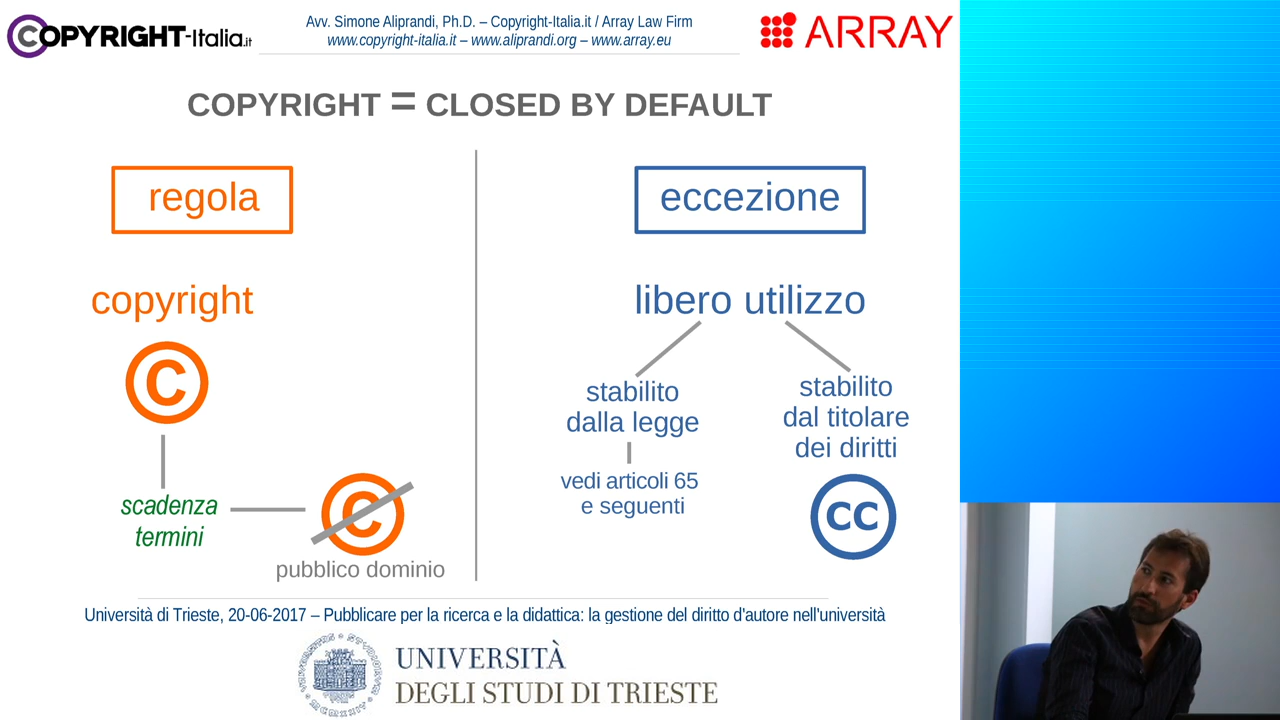 COPYRIGHT-Italia.it
Avv. Simone Aliprandi, Ph.D. – Copyright-Italia.it / Array Law Firm
www.copyright-italia.it – www.aliprandi.org – www.array.eu
ARRAY
COPYRIGHT = CLOSED BY DEFAULT
regola
copyright
C
scadenza
termini
C
pubblico dominio
eccezione
libero utilizzo
stabilito
dalla legge
vedi articoli 65
e seguenti
stabilito
dal titolare
dei diritti
CC
Università di Trieste, 20-06-2017 – Pubblicare per la ricerca e la didattica: la gestione del diritto d'autore nell'università
UNIVERSITÀ
DEGLI STUDI DI TRIESTE